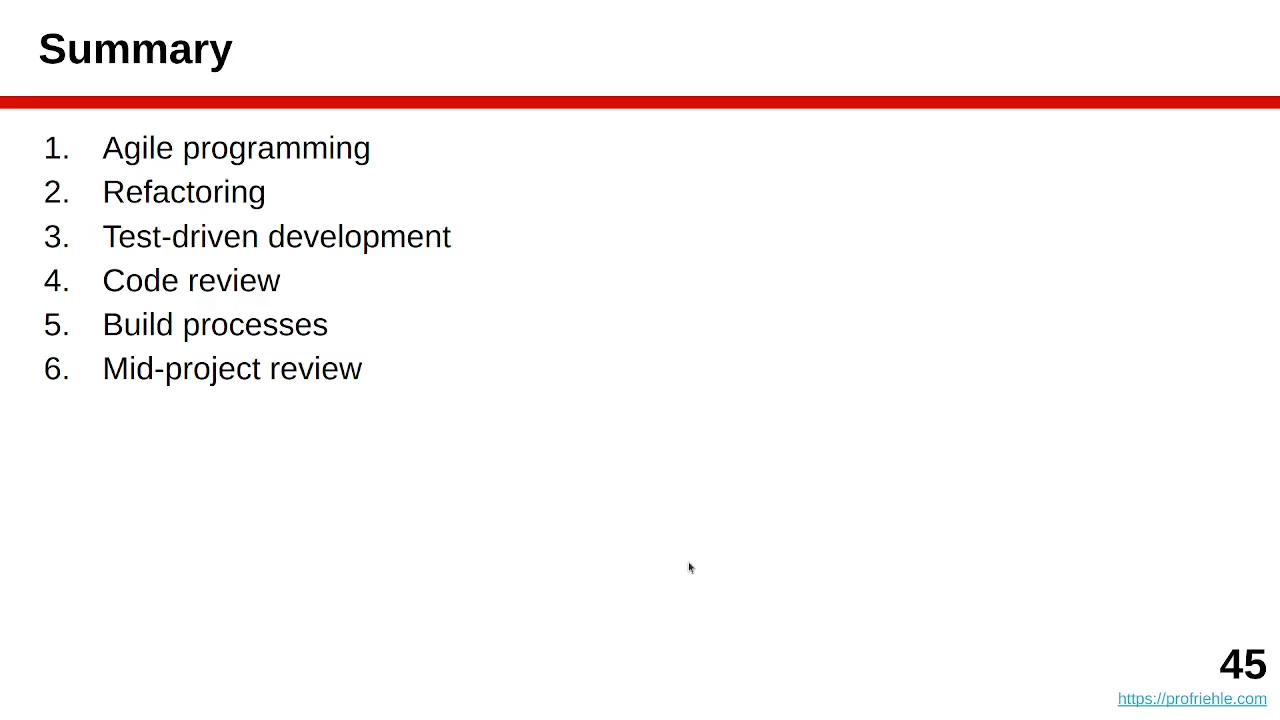 Summary
1. Agile programming
2. Refactoring
3. Test-driven development
4. Code review
5. Build processes
6. Mid-project review
45
https://profriehle.com